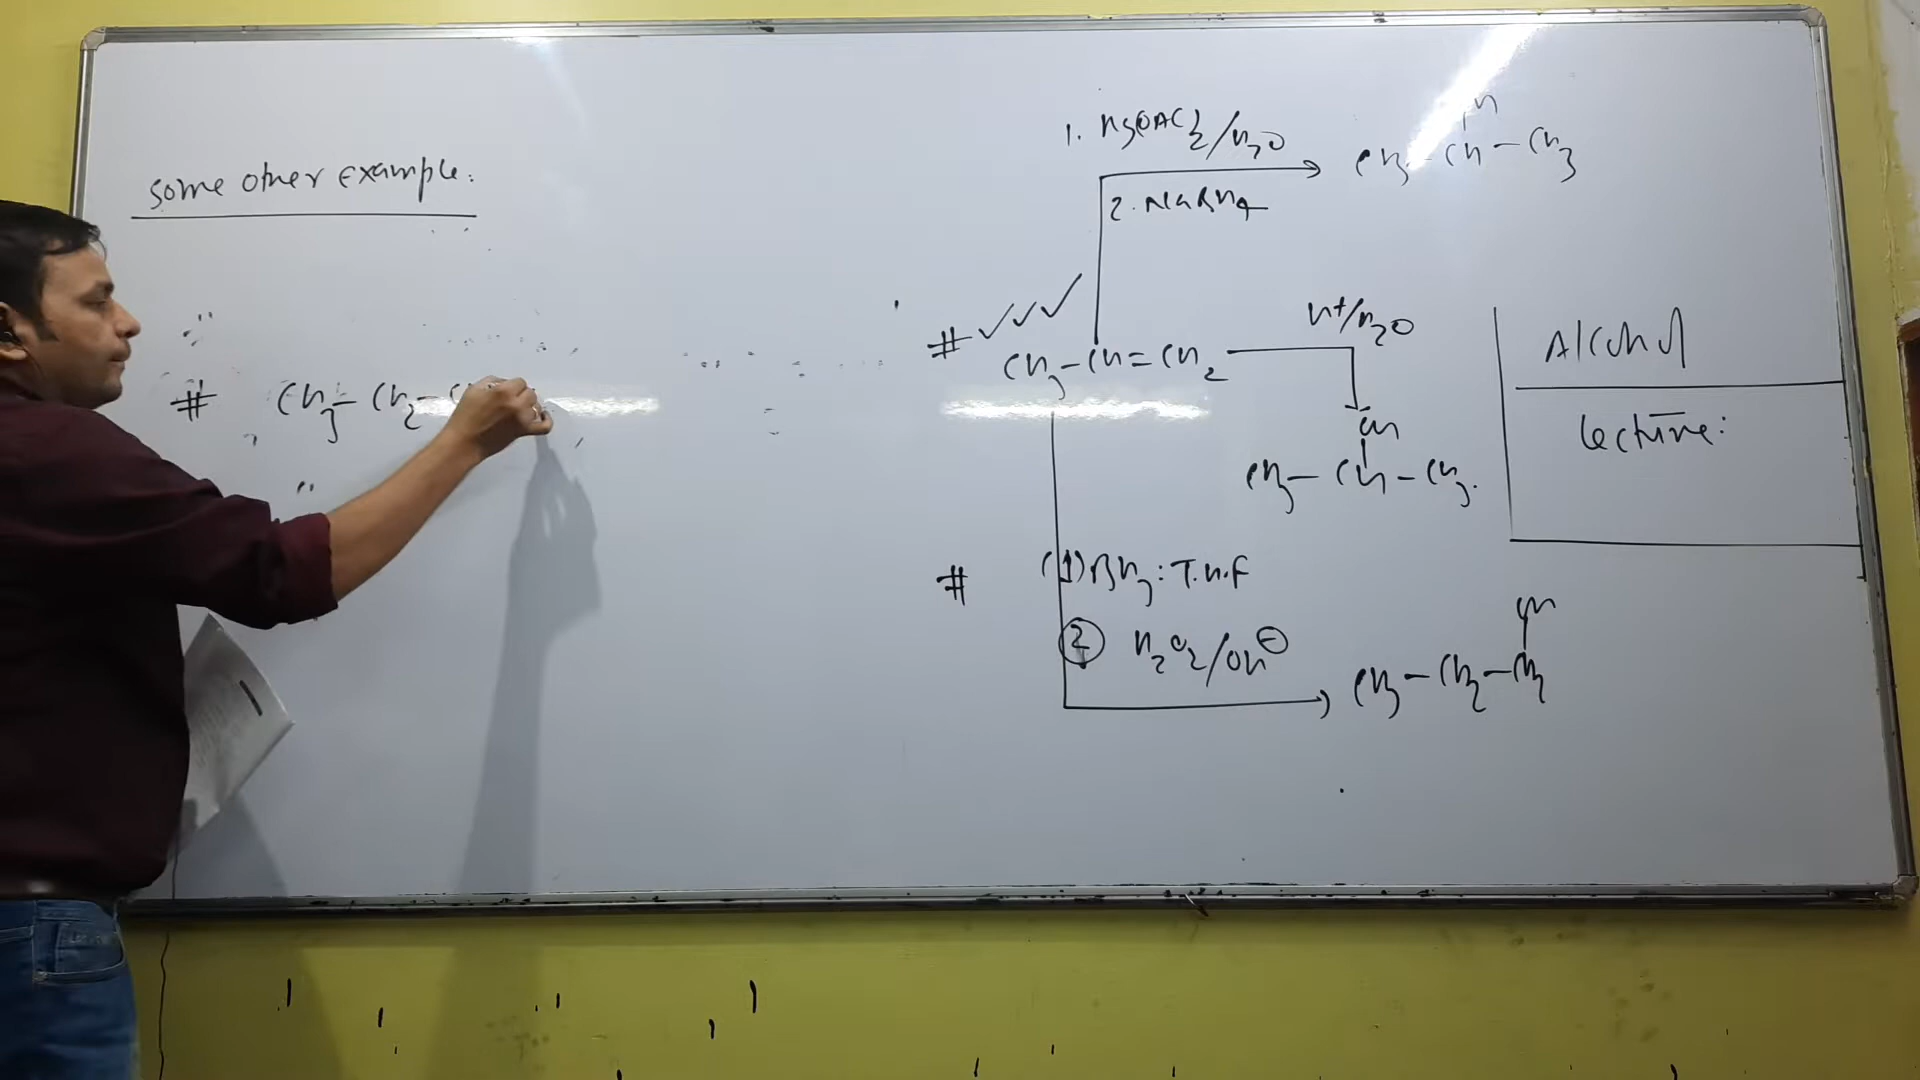 some other example:
# CH3-CH2-C
1. Hg(OAC)2/H2O
2. NaBH4
CH3-CH-CH3
# ✓✓✓
CH3-CH=CH2
H+/H2O
OH
CH3-CH-CH3.
Alcohol
Lecture:
# (1) BH3:T.H.F
② H2O2/OH⊖
OH
CH3-CH2-CH2